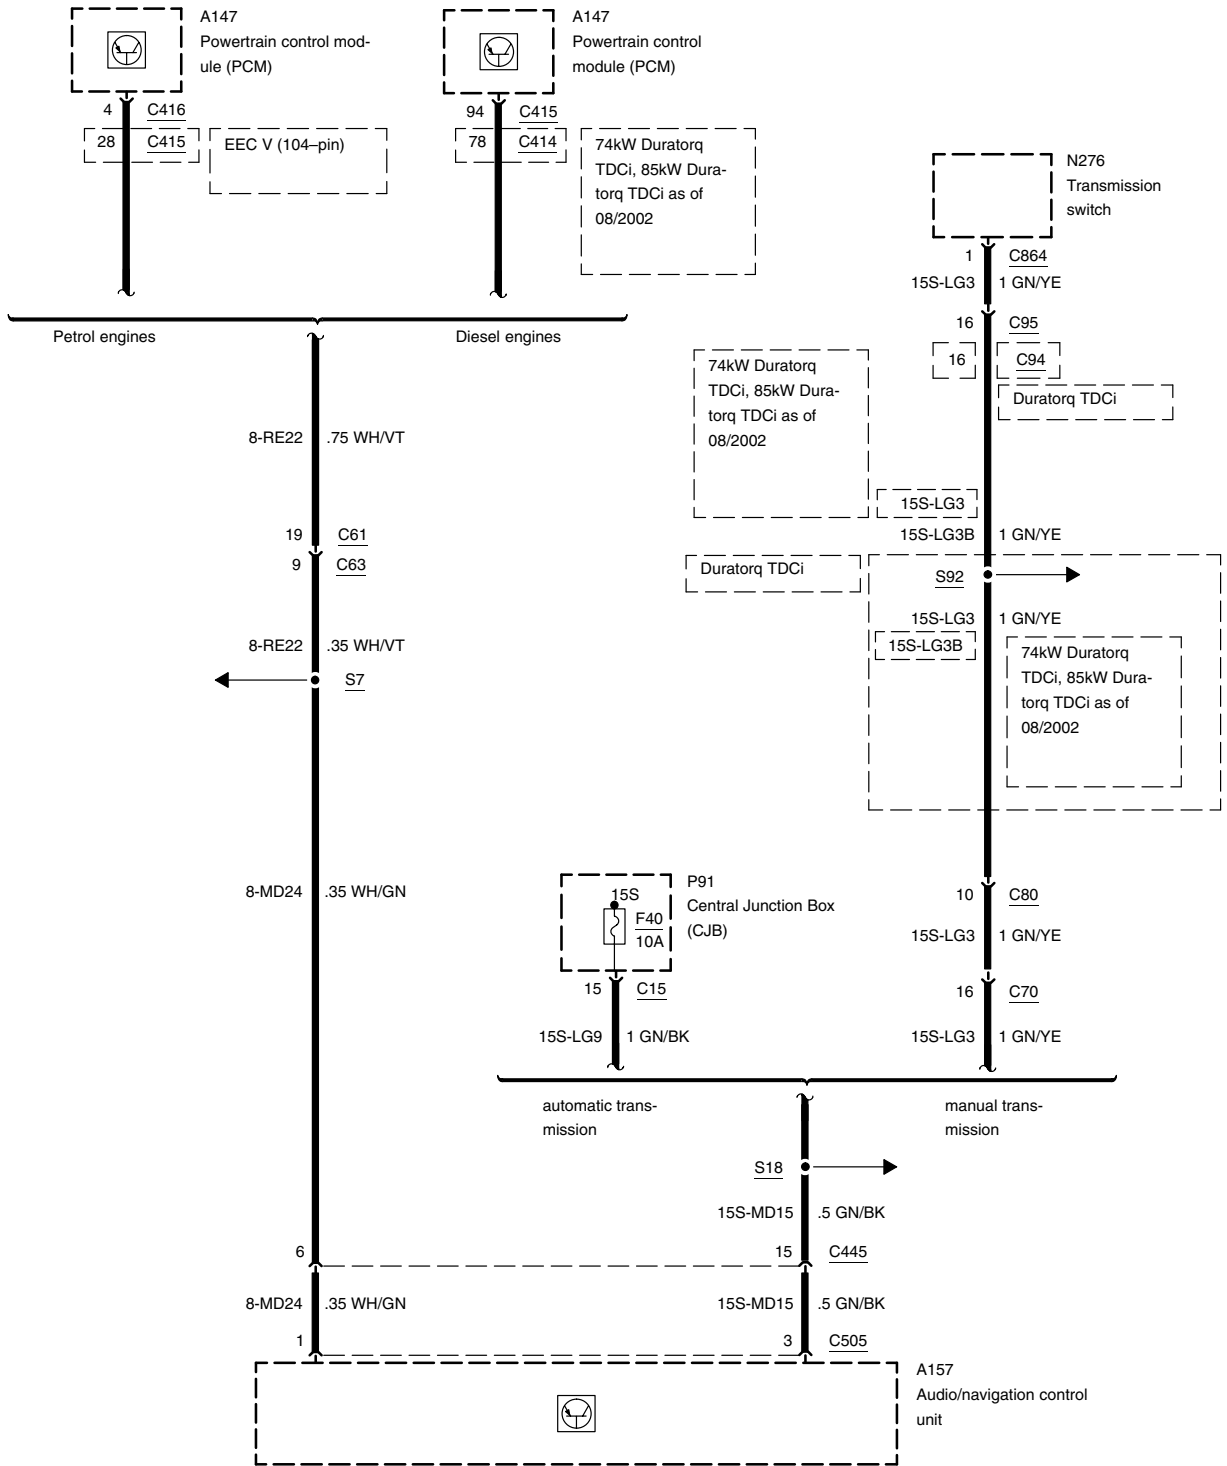 A147
Powertrain control mod-
ule (PCM)
4 C416
28 C415
EEC V (104–pin)
A147
Powertrain control
module (PCM)
94 C415
78 C414
74kW Duratorq
TDCi, 85kW Dura-
torq TDCi as of
08/2002
Petrol engines
Diesel engines
N276
Transmission
switch
1 C864
15S-LG3 1 GN/YE
16 C95
16 C94
Duratorq TDCi
74kW Duratorq
TDCi, 85kW Dura-
torq TDCi as of
08/2002
15S-LG3
15S-LG3B 1 GN/YE
Duratorq TDCi
S92
15S-LG3 1 GN/YE
15S-LG3B
74kW Duratorq
TDCi, 85kW Dura-
torq TDCi as of
08/2002
8-RE22 .75 WH/VT
19 C61
9 C63
8-RE22 .35 WH/VT
S7
8-MD24 .35 WH/GN
15S
F40
10A
P91
Central Junction Box
(CJB)
15 C15
15S-LG9 1 GN/BK
10 C80
15S-LG3 1 GN/YE
16 C70
15S-LG3 1 GN/YE
automatic trans-
mission
manual trans-
mission
S18
15S-MD15 .5 GN/BK
6 15 C445
8-MD24 .35 WH/GN 15S-MD15 .5 GN/BK
1 3 C505
A157
Audio/navigation control
unit